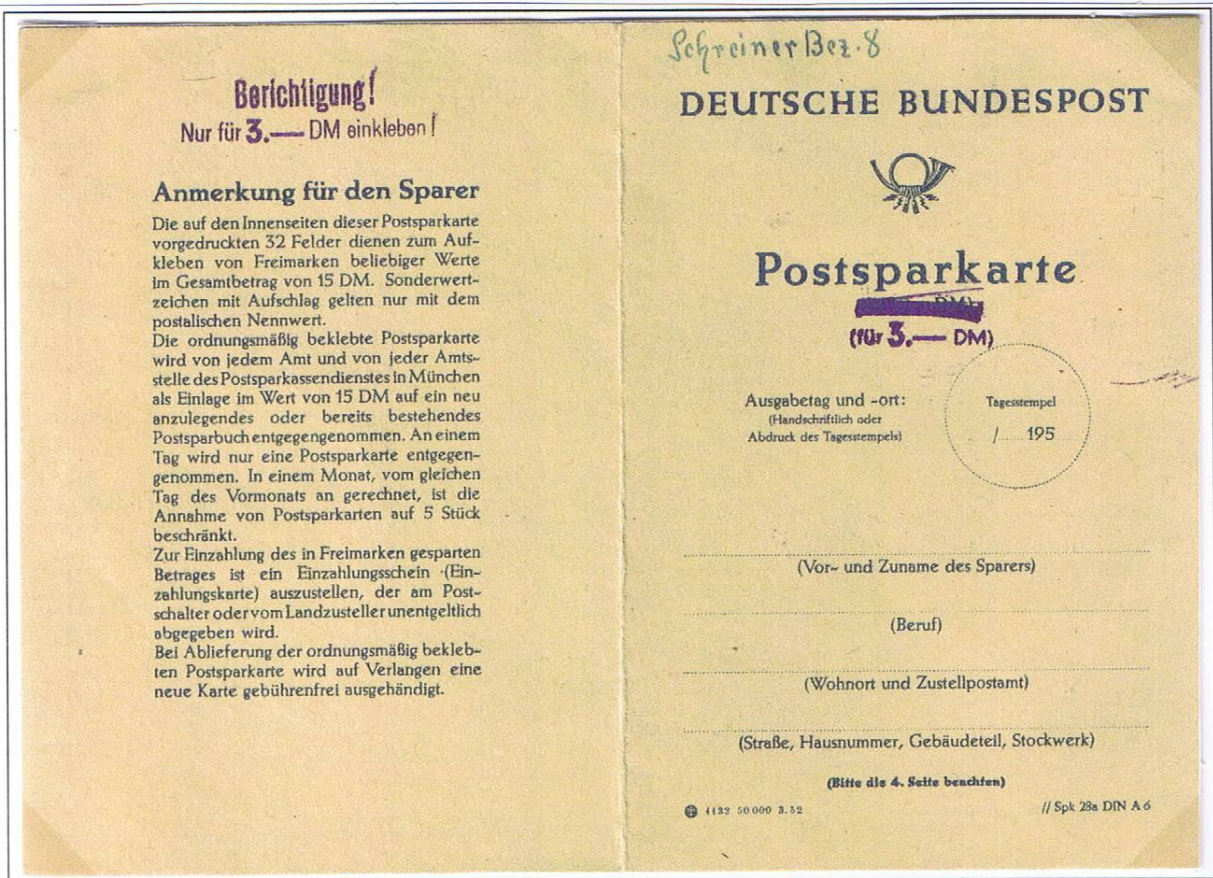 Berichtigung!
Nur für 3.— DM einkleben!
Anmerkung für den Sparer
Die auf den Innenseiten dieser Postsparkarte
vorgedruckten 32 Felder dienen zum Auf-
kleben von Freimarken beliebiger Werte
im Gesamtbetrag von 15 DM. Sonderwert-
zeichen mit Aufschlag gelten nur mit dem
postalischen Nennwert.
Die ordnungsmäßig beklebte Postsparkarte
wird von jedem Amt und von jeder Amts-
stelle des Postsparkassendienstes in München
als Einlage im Wert von 15 DM auf ein neu
anzulegendes oder bereits bestehendes
Postsparbuch entgegengenommen. An einem
Tag wird nur eine Postsparkarte entgegen-
genommen. In einem Monat, vom gleichen
Tag des Vormonats an gerechnet, ist die
Annahme von Postsparkarten auf 5 Stück
beschränkt.
Zur Einzahlung des in Freimarken gesparten
Betrages ist ein Einzahlungsschein (Ein-
zahlungskarte) auszustellen, der am Post-
schalter oder vom Landzusteller unentgeltlich
abgegeben wird.
Bei Ablieferung der ordnungsmäßig bekleb-
ten Postsparkarte wird auf Verlangen eine
neue Karte gebührenfrei ausgehändigt.
Schreiner Bez. 8
DEUTSCHE BUNDESPOST
Postsparkarte
DM)
(für 3.— DM)
Ausgabetag und -ort:
(Handschriftlich oder
Abdruck des Tagesstempels)
Tagesstempel
/ 195
(Vor- und Zuname des Sparers)
(Beruf)
(Wohnort und Zustellpostamt)
(Straße, Hausnummer, Gebäudeteil, Stockwerk)
(Bitte die 4. Seite beachten)
4132 50 000 3. 52
// Spk 28a DIN A 6